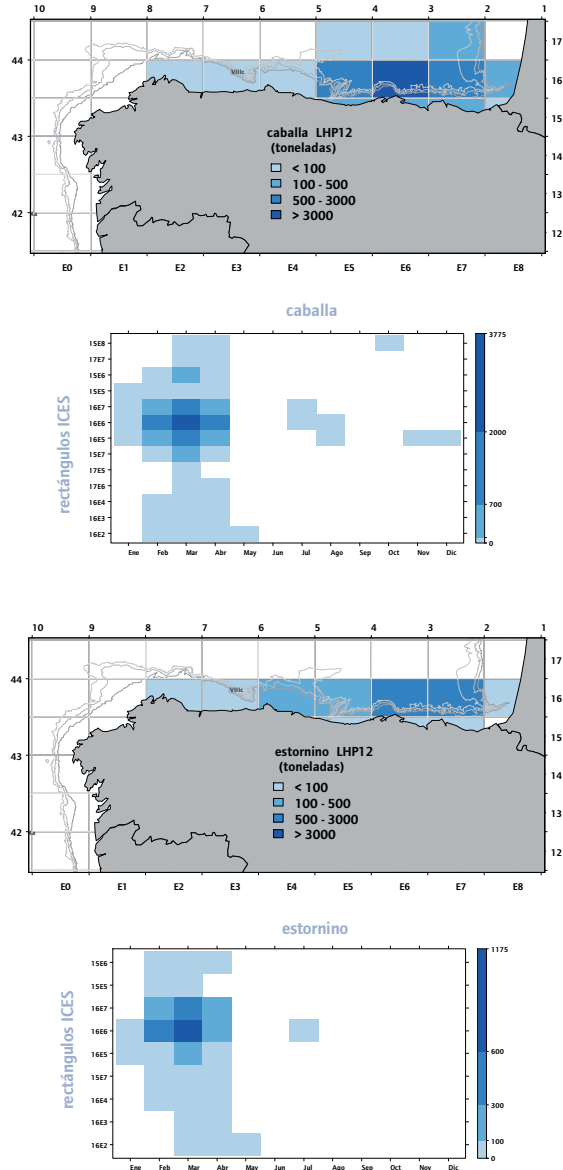 10 9 8 7 6 5 4 3 2 1
17
44
VIIIc
16
15
43
caballa LHP12
(toneladas)
14
< 100
100 - 500
13
500 - 3000
42
> 3000
12
E0 E1 E2 E3 E4 E5 E6 E7 E8
caballa
rectángulos ICES
15E8
17E7
15E6
15E5
16E7
16E6
16E5
15E7
17E5
17E6
16E4
16E3
16E2
Ene Feb Mar Abr May Jun Jul Ago Sep Oct Nov Dic
3775
2000
700
0
10 9 8 7 6 5 4 3 2 1
17
44
VIIIc
16
15
43
estornino LHP12
(toneladas)
14
< 100
100 - 500
13
500 - 3000
42
> 3000
12
E0 E1 E2 E3 E4 E5 E6 E7 E8
estornino
rectángulos ICES
15E6
15E5
16E7
16E6
16E5
15E7
16E4
16E3
16E2
Ene Feb Mar Abr May Jun Jul Ago Sep Oct Nov Dic
1175
600
300
100
0